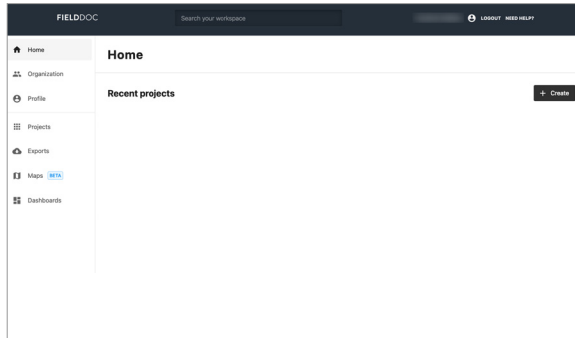 FIELDDOC
Search your workspace
LOGOUT NEED HELP?
Home
Organization
Profile
Projects
Exports
Maps BETA
Dashboards
Home
Recent projects
+ Create